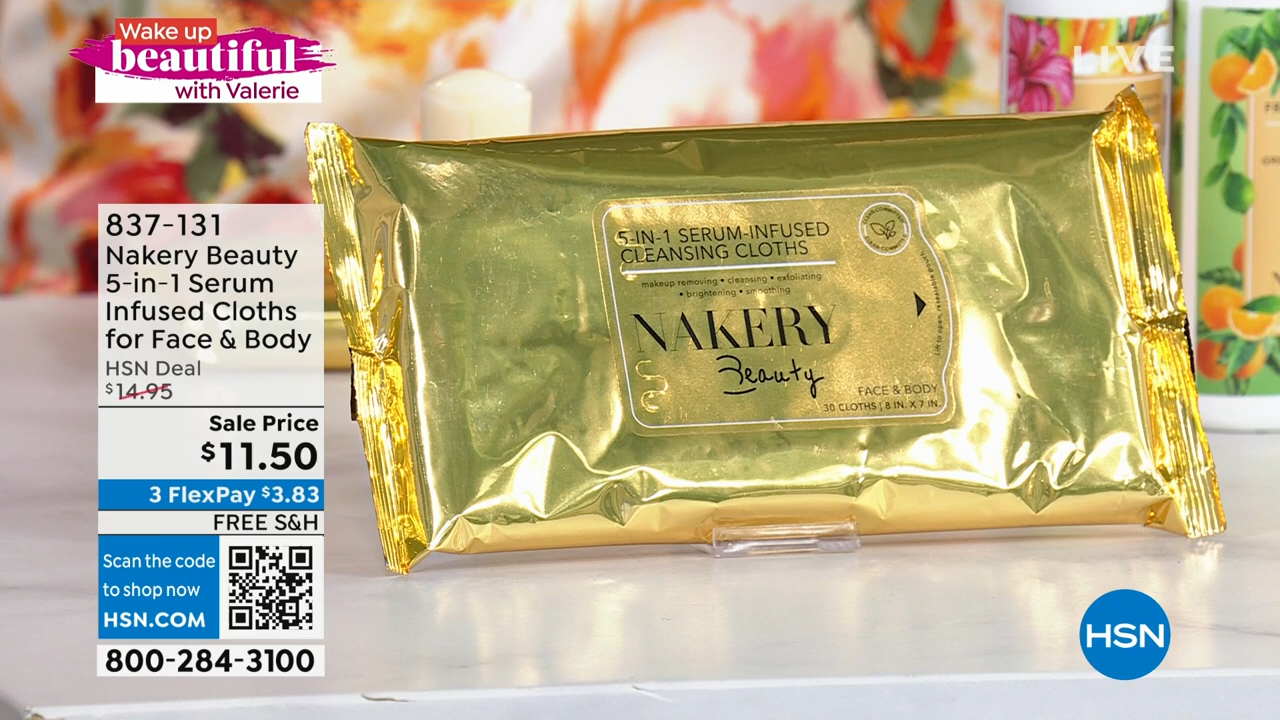 Wake up
beautiful
with Valerie
LIVE
837-131
Nakery Beauty
5-in-1 Serum
Infused Cloths
for Face & Body
HSN Deal
$14.95
Sale Price
$11.50
3 FlexPay $3.83
FREE S&H
Scan the code
to shop now
HSN.COM
800-284-3100
5-IN-1 SERUM-INFUSED
CLEANSING CLOTHS
makeup removing • cleansing • exfoliating
• brightening • smoothing
NAKERY
Beauty
FACE & BODY
30 CLOTHS | 8 IN. X 7 IN.
HSN